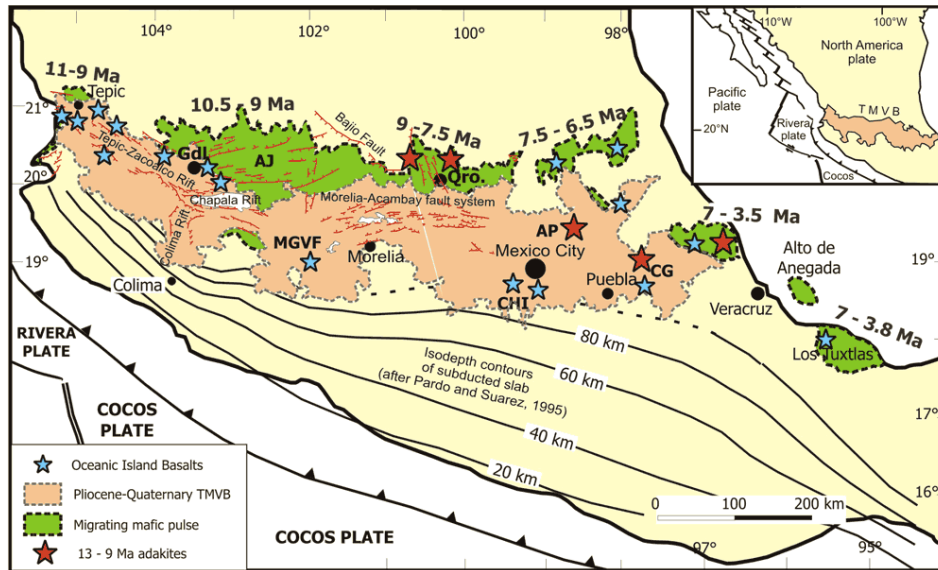 104°
102°
100°
98°
110°W
100°W
North America
plate
Pacific
plate
TMVB
20°N
Rivera
plate
Cocos
11-9 Ma
Tepic
21°
10.5 - 9 Ma
Bajio Fault
9 -7.5 Ma
7.5 - 6.5 Ma
Tepic-Zacoalco Rift
Gdl
AJ
Qro
20°
Chapala Rift
Morelia-Acambay fault system
Colima Rift
7 - 3.5 Ma
AP
MGVF
Morelia
Mexico City
CG
Alto de
Anegada
19°
19°
Puebla
Colima
CHI
Veracruz
7 - 3.8 Ma
RIVERA
PLATE
80 km
Los Tuxtlas
Isodepth contours
of subducted slab
(after Pardo and Suarez, 1995)
60 km
COCOS
PLATE
40 km
17°
20 km
Oceanic Island Basalts
Pliocene-Quaternary TMVB
Migrating mafic pulse
13 - 9 Ma adakites
0 100 200
km
16°
COCOS PLATE
97°
95°